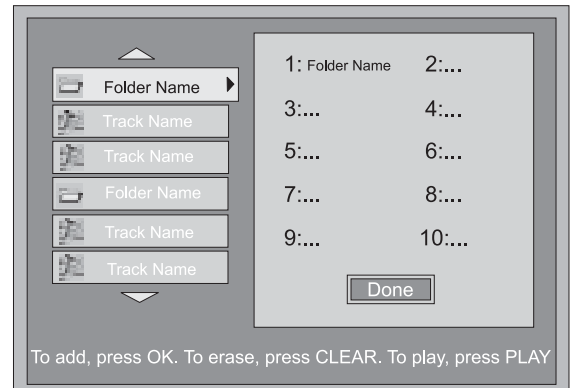 Folder Name
Track Name
Track Name
Folder Name
Track Name
Track Name
1: Folder Name 2:...
3:... 4:...
5:... 6:...
7:... 8:...
9:... 10:...
Done
To add, press OK. To erase, press CLEAR. To play, press PLAY